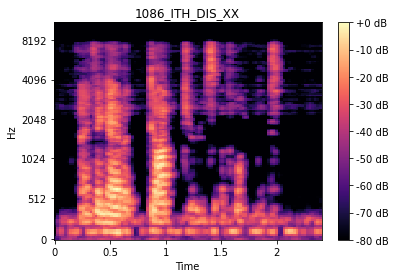 1086_ITH_DIS_XX
+0 dB
8192
-10 dB
4096
-20 dB
-30 dB
2048
Hz
-40 dB
1024
-50 dB
512
-60 dB
-70 dB
0
-80 dB
0 0.5 1 1.5 2
Time